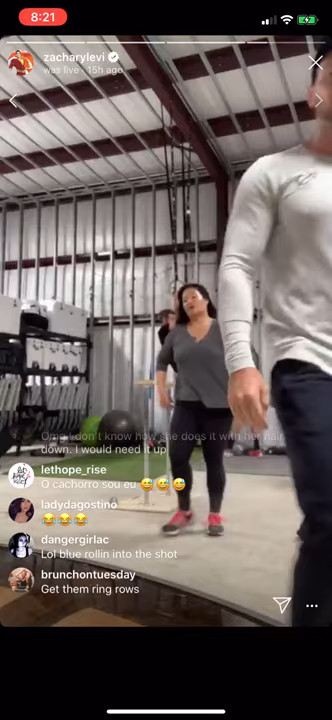 8:21
zacharylevi
was live · 15h ago
Omg I don't know how she does it with her hair
down. I would need it up
lethope_rise
O cachorro sou eu 😅😅😅
ladydagostino
😂😂😂
dangergirlac
Lol blue rollin into the shot
brunchontuesday
Get them ring rows